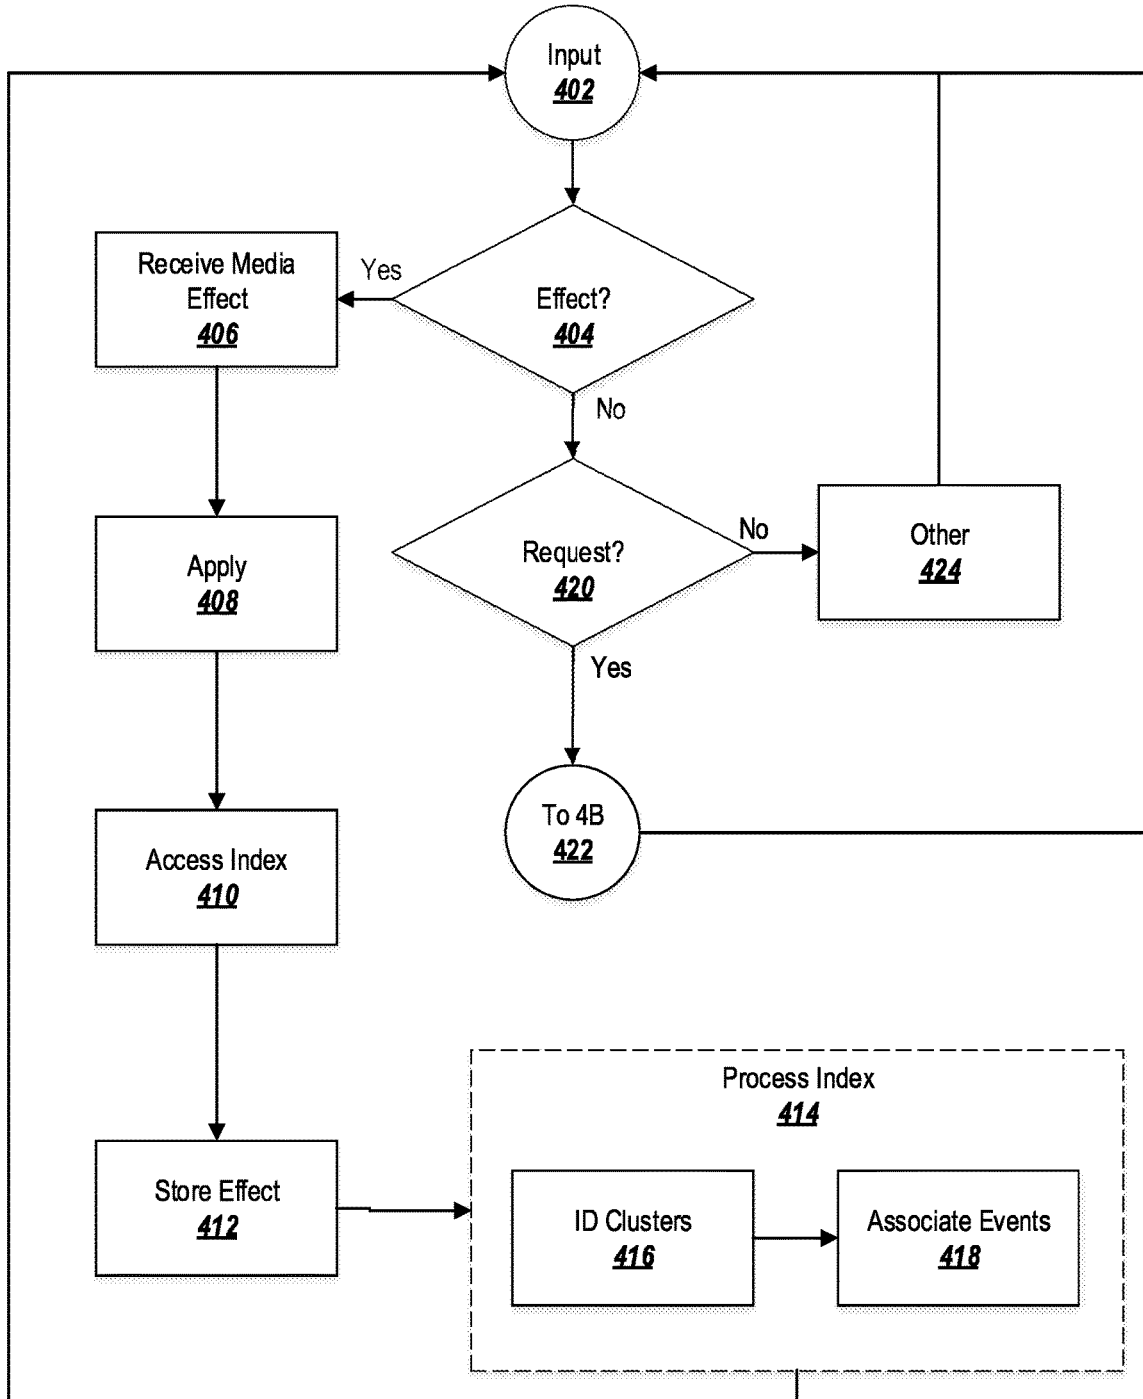 Input
402
Receive Media
Effect
406
Yes
Effect?
404
No
Apply
408
Request?
420
No
Other
424
Yes
To 4B
422
Access Index
410
Process Index
414
Store Effect
412
ID Clusters
416
Associate Events
418